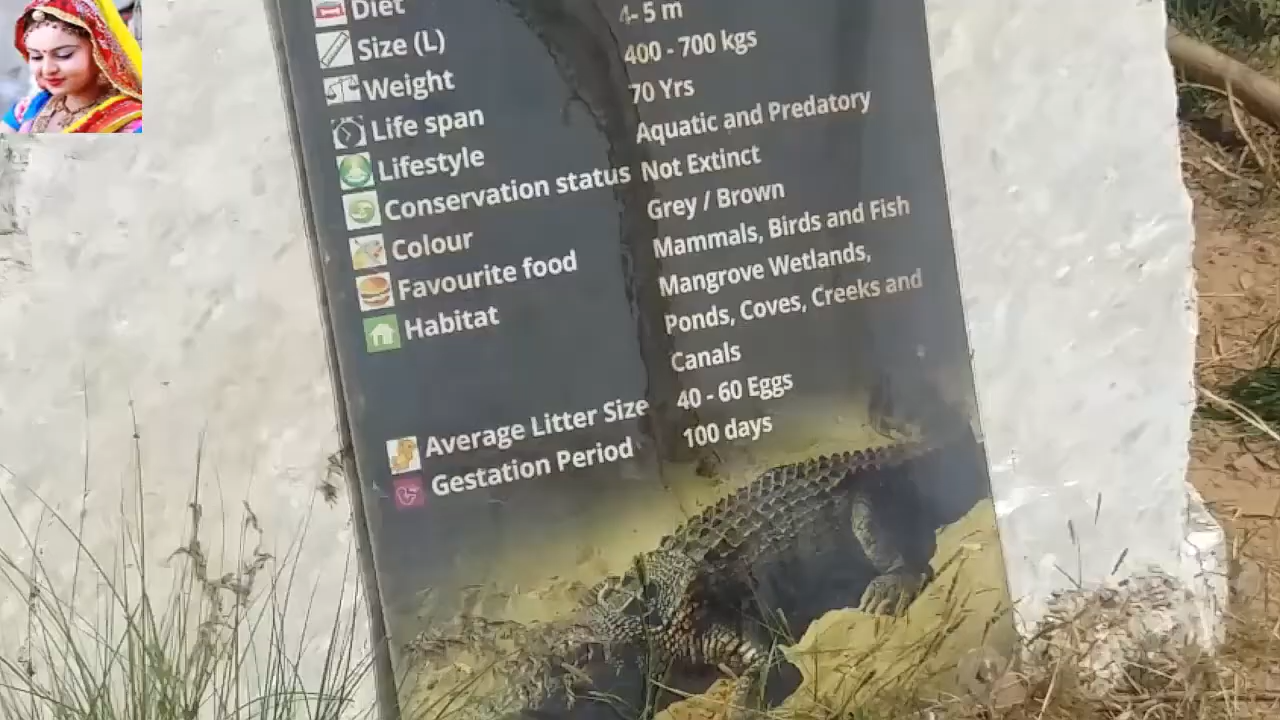 Diet
Size (L) 4- 5 m
Weight 400 - 700 kgs
Life span 70 Yrs
Lifestyle Aquatic and Predatory
Conservation status Not Extinct
Colour Grey / Brown
Favourite food Mammals, Birds and Fish
Habitat Mangrove Wetlands,
Ponds, Coves, Creeks and
Canals
Average Litter Size 40 - 60 Eggs
Gestation Period 100 days